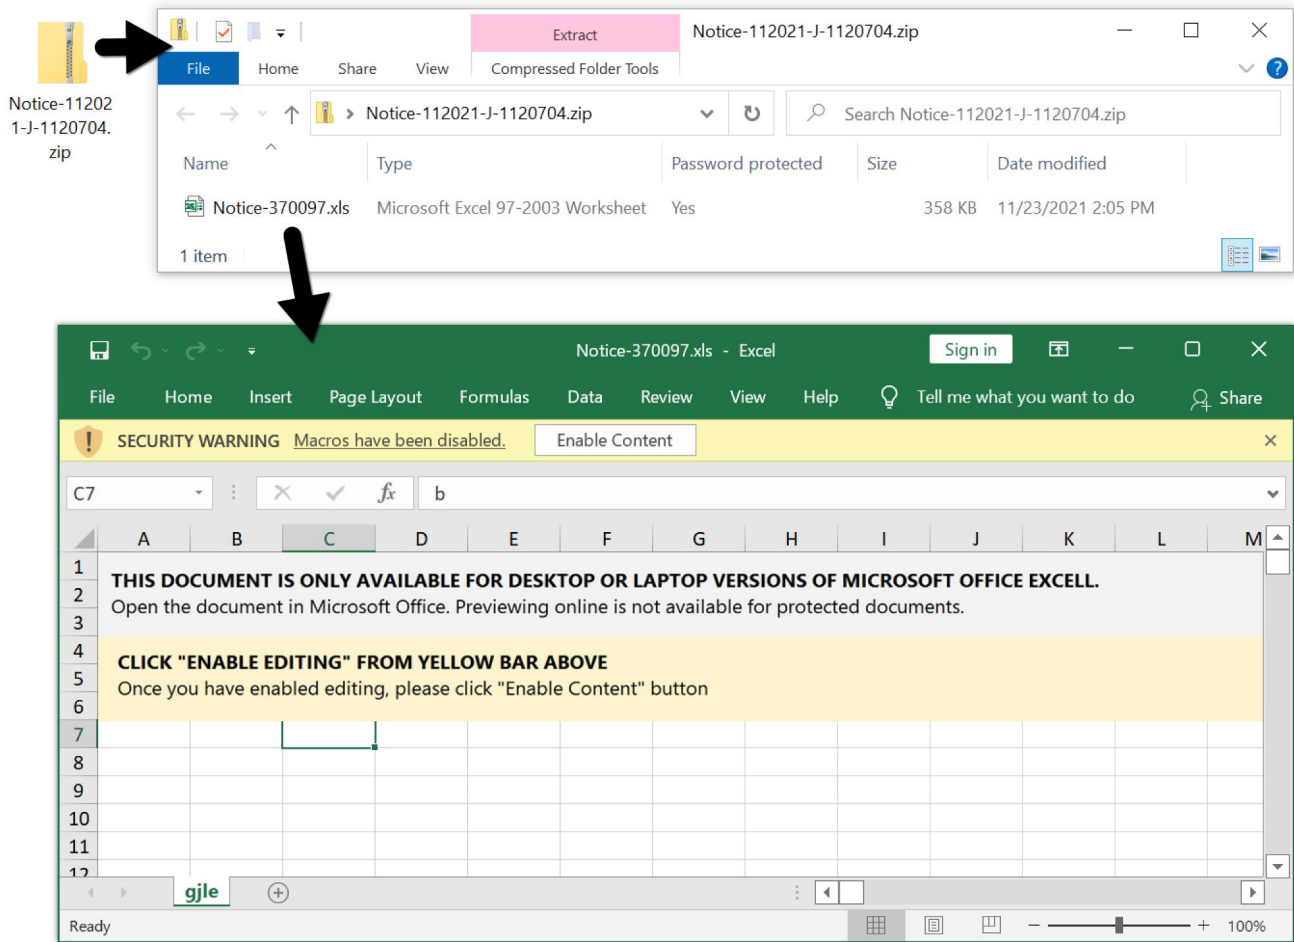 Notice-11202
1-J-1120704.
zip
Extract
Notice-112021-J-1120704.zip
File Home Share View Compressed Folder Tools
Notice-112021-J-1120704.zip
Search Notice-112021-J-1120704.zip
Name Type Password protected Size Date modified
Notice-370097.xls Microsoft Excel 97-2003 Worksheet Yes 358 KB 11/23/2021 2:05 PM
1 item
Notice-370097.xls - Excel Sign in
File Home Insert Page Layout Formulas Data Review View Help Tell me what you want to do Share
SECURITY WARNING Macros have been disabled. Enable Content
C7 fx b
A B C D E F G H I J K L M
1
THIS DOCUMENT IS ONLY AVAILABLE FOR DESKTOP OR LAPTOP VERSIONS OF MICROSOFT OFFICE EXCELL.
2
Open the document in Microsoft Office. Previewing online is not available for protected documents.
3
4
CLICK "ENABLE EDITING" FROM YELLOW BAR ABOVE
5
Once you have enabled editing, please click "Enable Content" button
6
7
8
9
10
11
12
gjle
Ready 100%